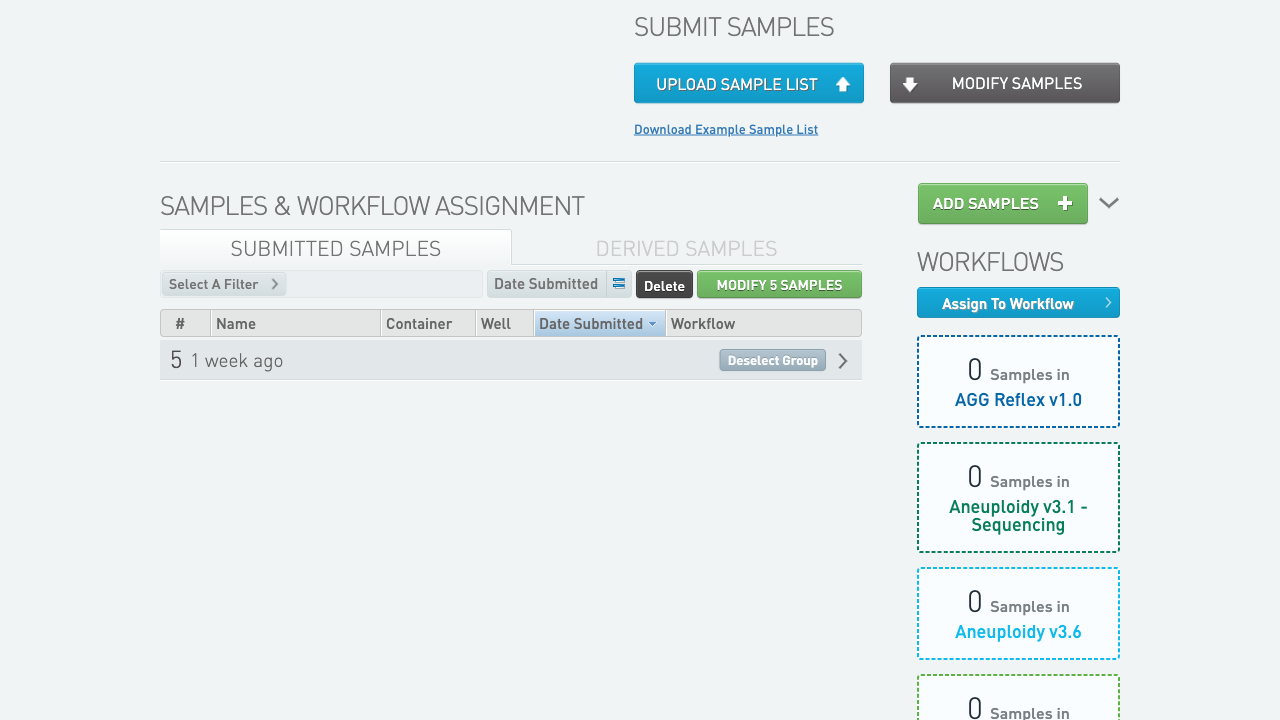 SUBMIT SAMPLES
UPLOAD SAMPLE LIST
MODIFY SAMPLES
Download Example Sample List
SAMPLES & WORKFLOW ASSIGNMENT
ADD SAMPLES
SUBMITTED SAMPLES
DERIVED SAMPLES
Select A Filter
Date Submitted
Delete
MODIFY 5 SAMPLES
# Name Container Well Date Submitted Workflow
5 1 week ago
Deselect Group
WORKFLOWS
Assign To Workflow
0 Samples in
AGG Reflex v1.0
0 Samples in
Aneuploidy v3.1 -
Sequencing
0 Samples in
Aneuploidy v3.6
0 Samples in